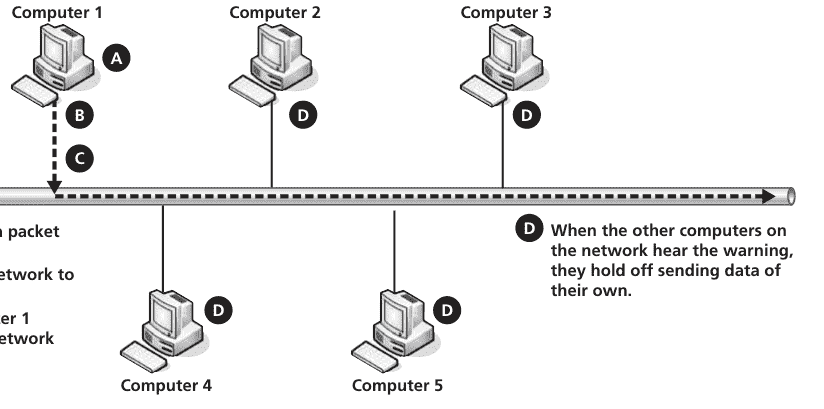 Computer 1
Computer 2
Computer 3
A
B
D
D
C
packet
D
When the other computers on
the network hear the warning,
they hold off sending data of
their own.
etwork to
er 1
etwork
D
D
Computer 4
Computer 5